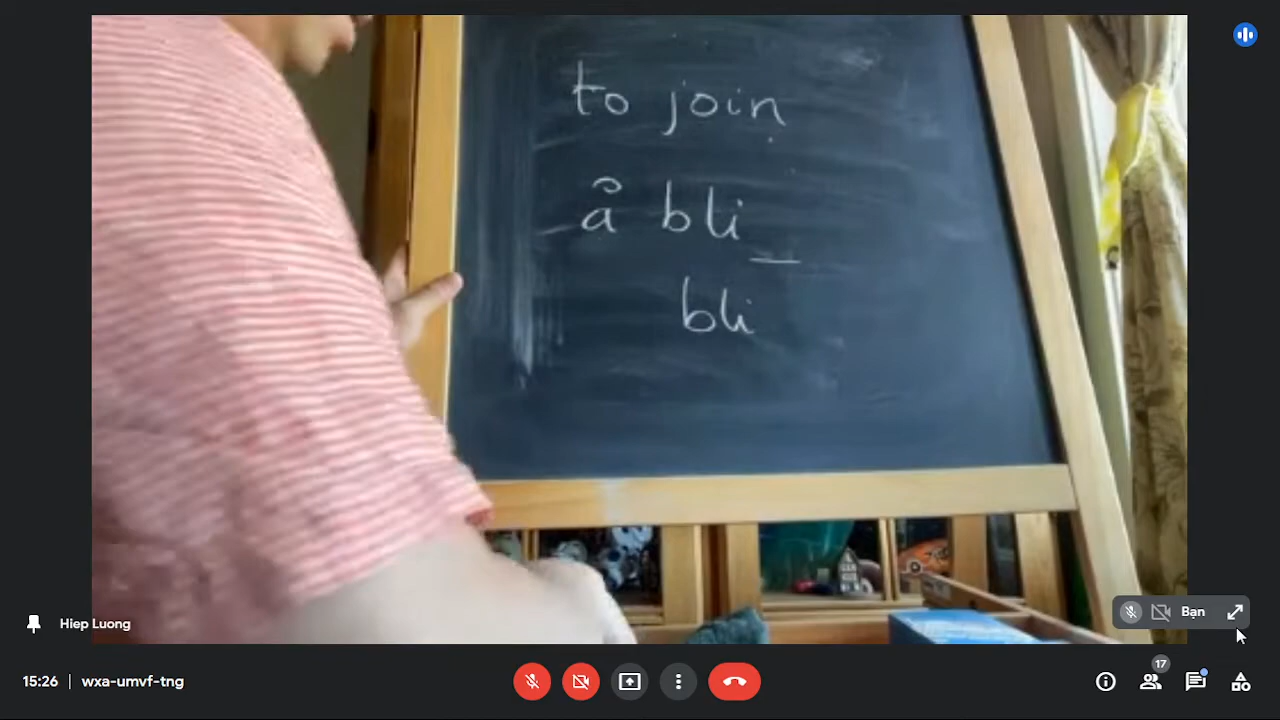 to join
å bli _
bli
Hiep Luong
Bạn
15:26 | wxa-umvf-tng
17